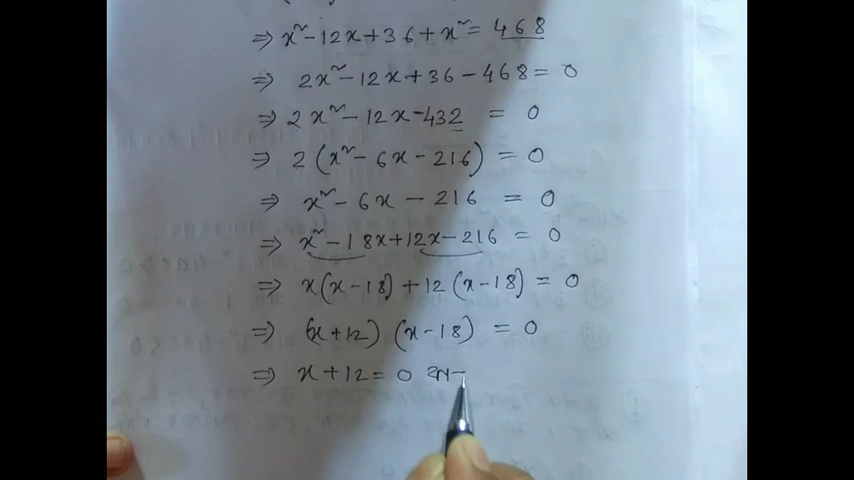 ⇒ x² - 12x + 36 + x² = 468
⇒ 2x² - 12x + 36 - 468 = 0
⇒ 2x² - 12x - 432 = 0
⇒ 2(x² - 6x - 216) = 0
⇒ x² - 6x - 216 = 0
⇒ x² - 18x + 12x - 216 = 0
⇒ x(x - 18) + 12(x - 18) = 0
⇒ (x + 12) (x - 18) = 0
⇒ x + 12 = 0